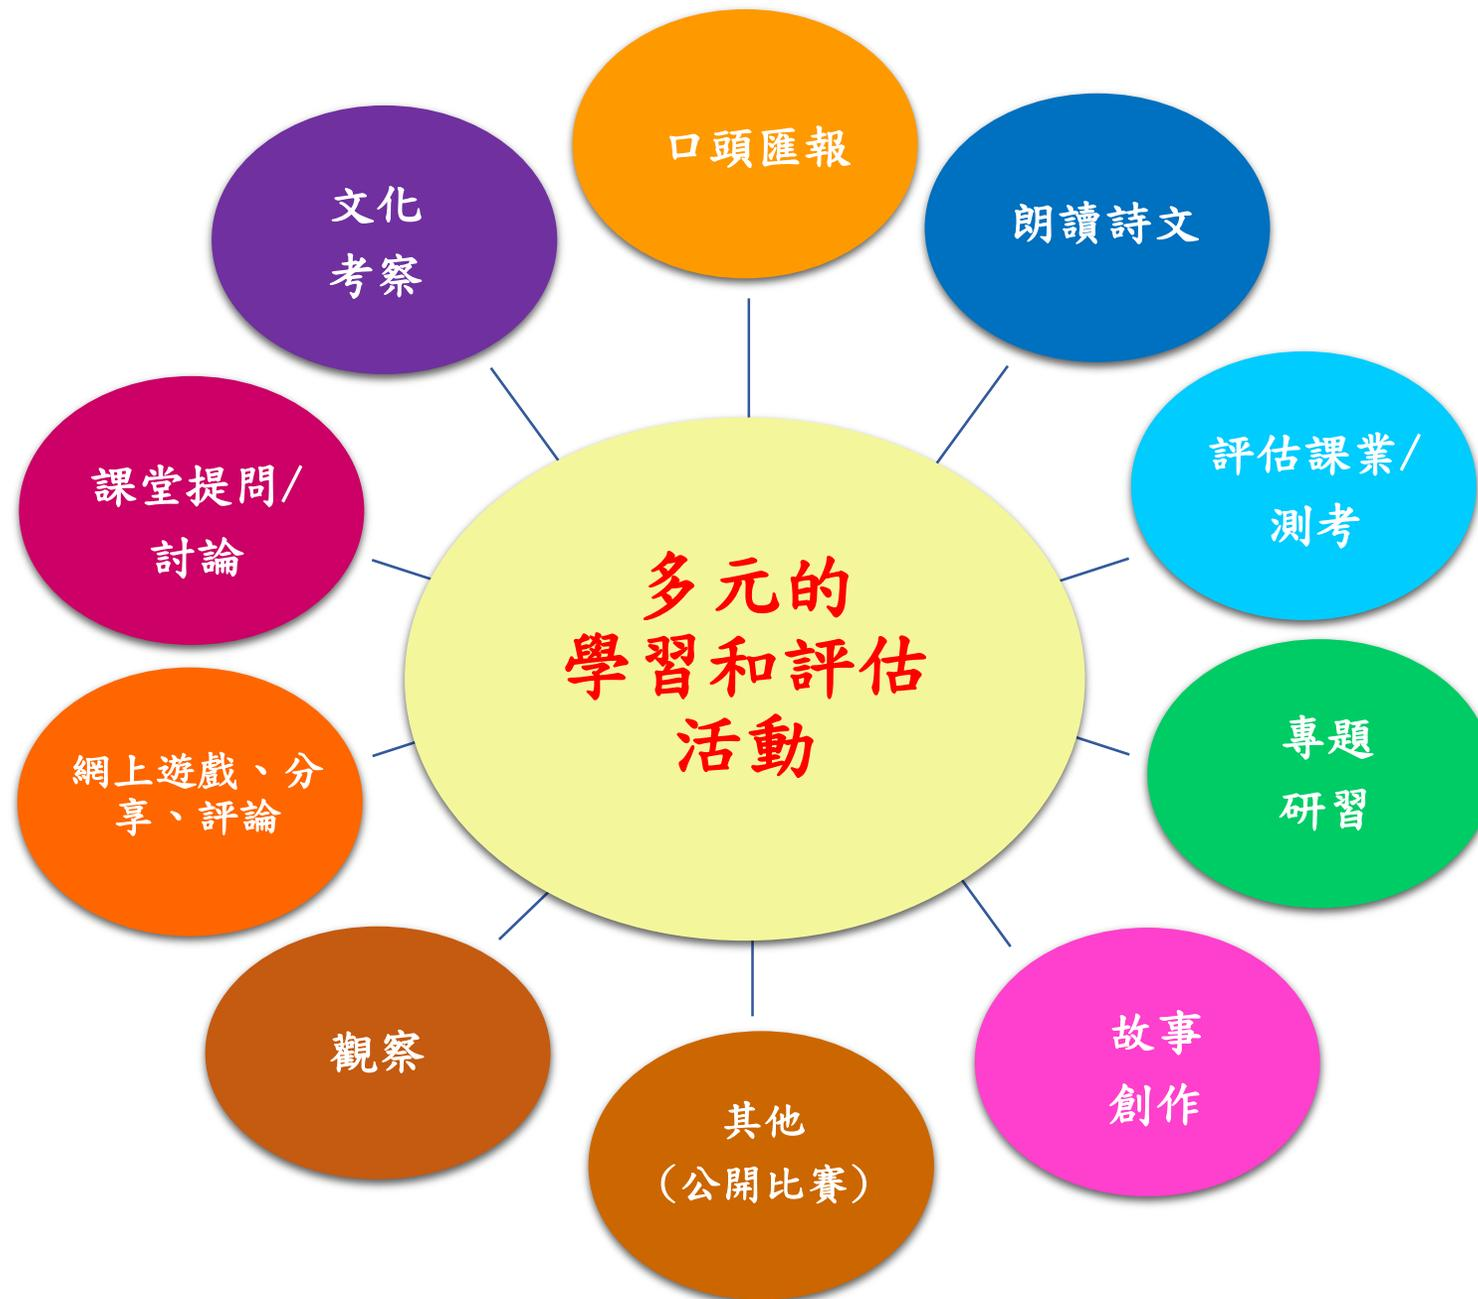 口頭匯報
朗讀詩文
評估課業/
測考
專題
研習
故事
創作
其他
（公開比賽）
觀察
網上遊戲、分
享、評論
課堂提問/
討論
文化
考察
多元的
學習和評估
活動